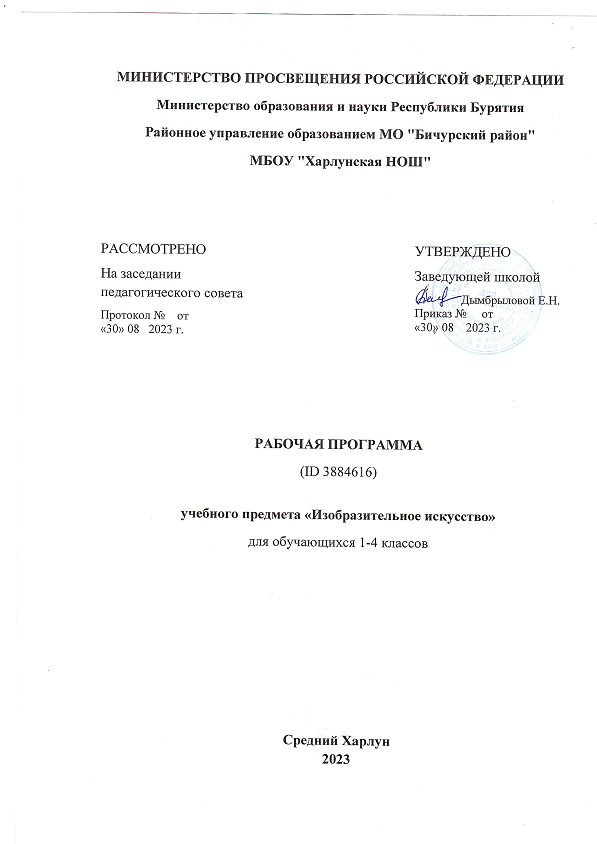 МИНИСТЕРСТВО ПРОСВЕЩЕНИЯ РОССИЙСКОЙ ФЕДЕРАЦИИ
Министерство образования и науки Республики Бурятия
Районное управление образованием МО "Бичурский район"
МБОУ "Харлунская НОШ"
РАССМОТРЕНО
На заседании
педагогического совета
Протокол № от
«30» 08 2023 г.
УТВЕРЖДЕНО
Заведующей школой
Дымбрыловой Е.Н.
Приказ № от
«30» 08 2023 г.
РАБОЧАЯ ПРОГРАММА
(ID 3884616)
учебного предмета «Изобразительное искусство»
для обучающихся 1-4 классов
Средний Харлун
2023